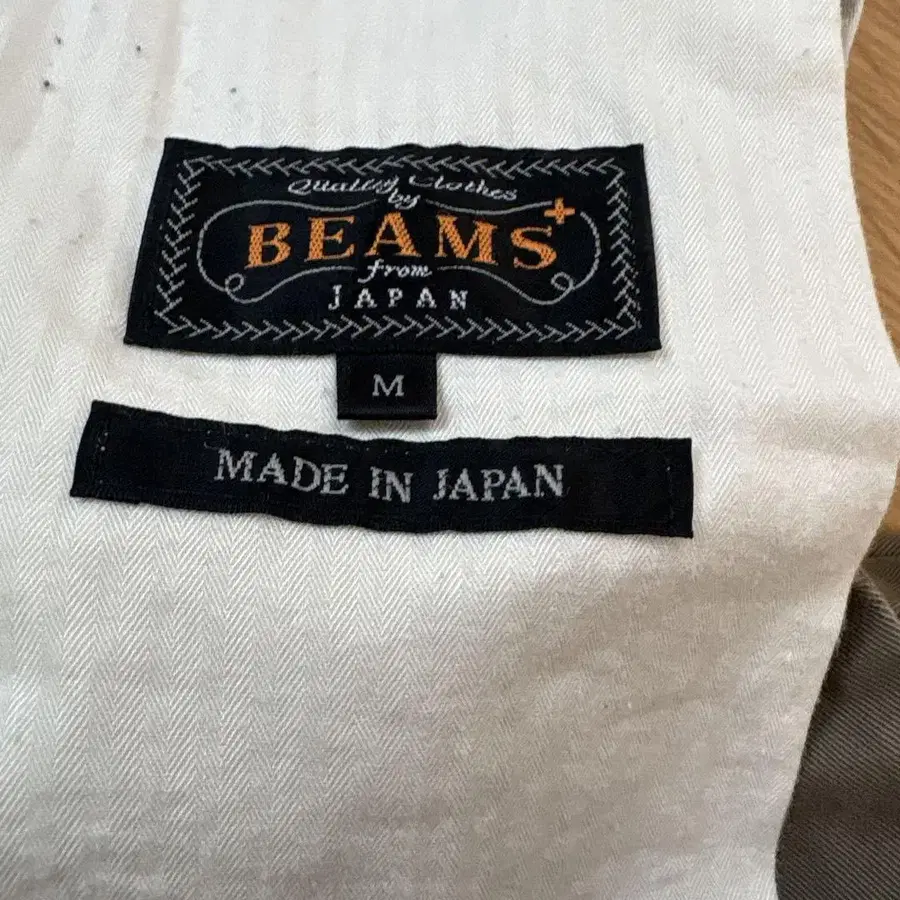 Quality Clothes
by
BEAMS+
from
JAPAN
M
MADE IN JAPAN